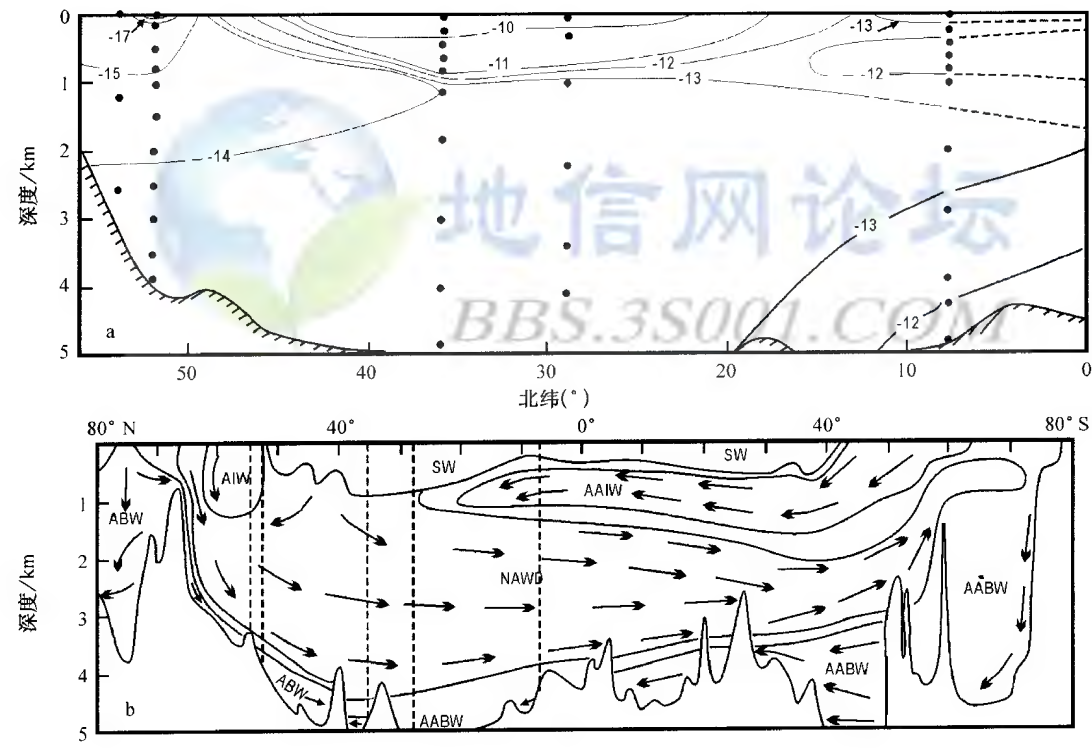 0
-17
-10
-13
-15
-11
-12
-12
-13
1
2
-14
深度/km
3
-13
4
-12
a
5
50
40
30
20
10
0
北纬(°)
地信网论坛
BBS.3S001.COM
80° N
40°
0°
40°
80° S
AIW
SW
SW
AAIW
1
ABW
2
NAWD
深度/km
3
AABW
4
ABW
AABW
AABW
b
5